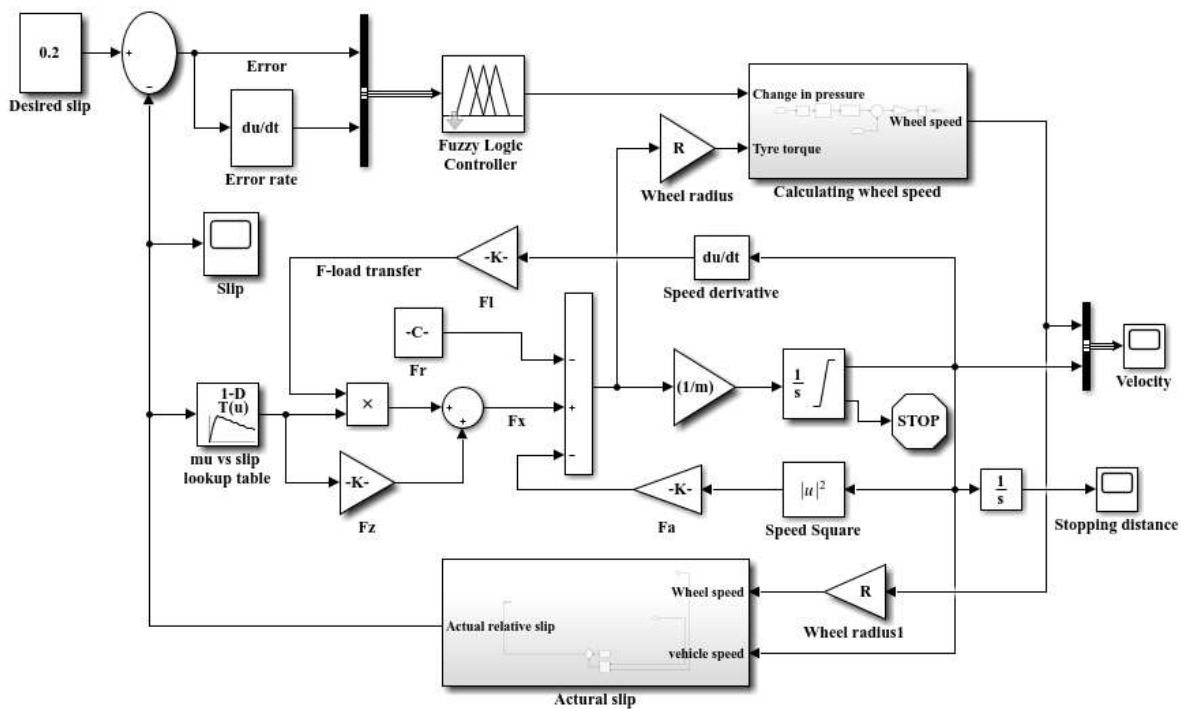 0.2
Desired slip
+
−
Error
du/dt
Error rate
Fuzzy Logic
Controller
Change in pressure
Wheel speed
Tyre torque
Calculating wheel speed
R
Wheel radius
Slip
F-load transfer
-K-
Fl
du/dt
Speed derivative
-C-
Fr
1-D
T(u)
mu vs slip
lookup table
×
+
+
Fx
-K-
Fz
−
+
−
(1/m)
1
s
STOP
Velocity
-K-
Fa
|u|²
Speed Square
1
s
Stopping distance
Wheel speed
Actual relative slip
vehicle speed
Actural slip
R
Wheel radius1